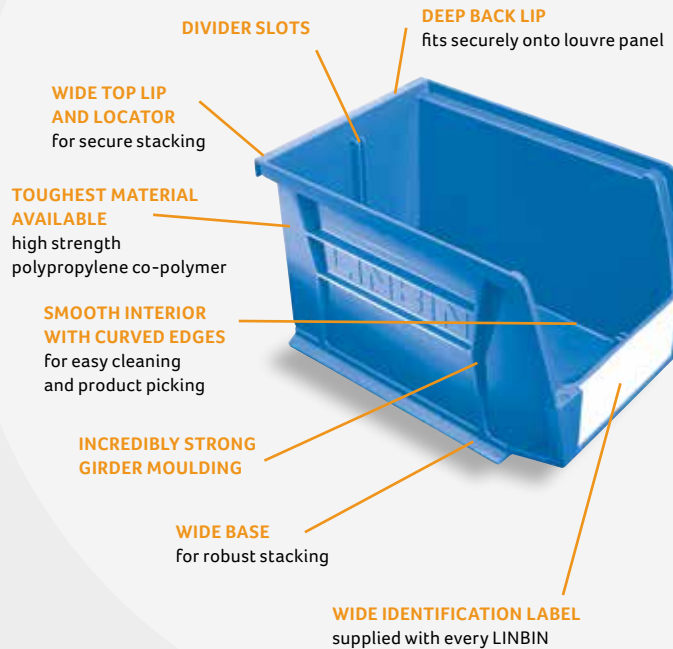 DIVIDER SLOTS
DEEP BACK LIP
fits securely onto louvre panel
WIDE TOP LIP
AND LOCATOR
for secure stacking
TOUGHEST MATERIAL
AVAILABLE
high strength
polypropylene co-polymer
LINBIN
SMOOTH INTERIOR
WITH CURVED EDGES
for easy cleaning
and product picking
INCREDIBLY STRONG
GIRDER MOULDING
WIDE BASE
for robust stacking
WIDE IDENTIFICATION LABEL
supplied with every LINBIN